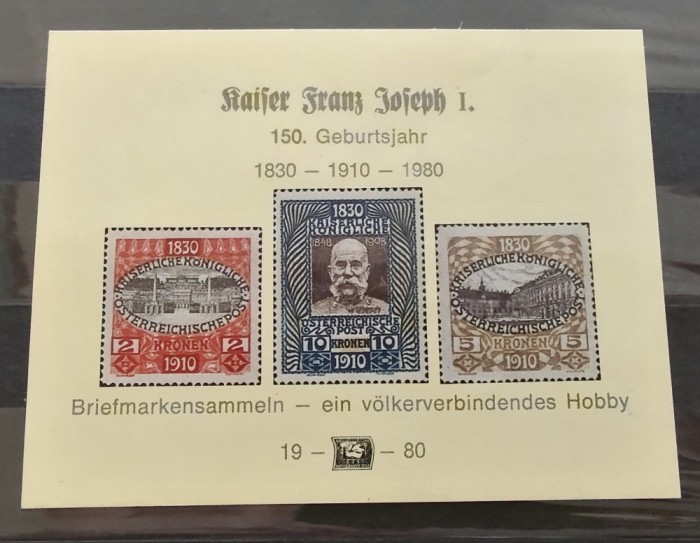 Kaiser Franz Joseph I.
150. Geburtsjahr
1830 – 1910 – 1980
1830
KAISERLICHE KÖNIGLICHE
ÖSTERREICHISCHE POST
2 KRONEN 2
1910
1830
KAISERLICHE
KÖNIGLICHE
1848 1908
ÖSTERREICHISCHE
POST
10 KRONEN 10
1910
1830
KAISERLICHE KÖNIGLICHE
ÖSTERREICHISCHE POST
5 KRONEN 5
1910
Briefmarkensammeln – ein völkerverbindendes Hobby
19 – – 80